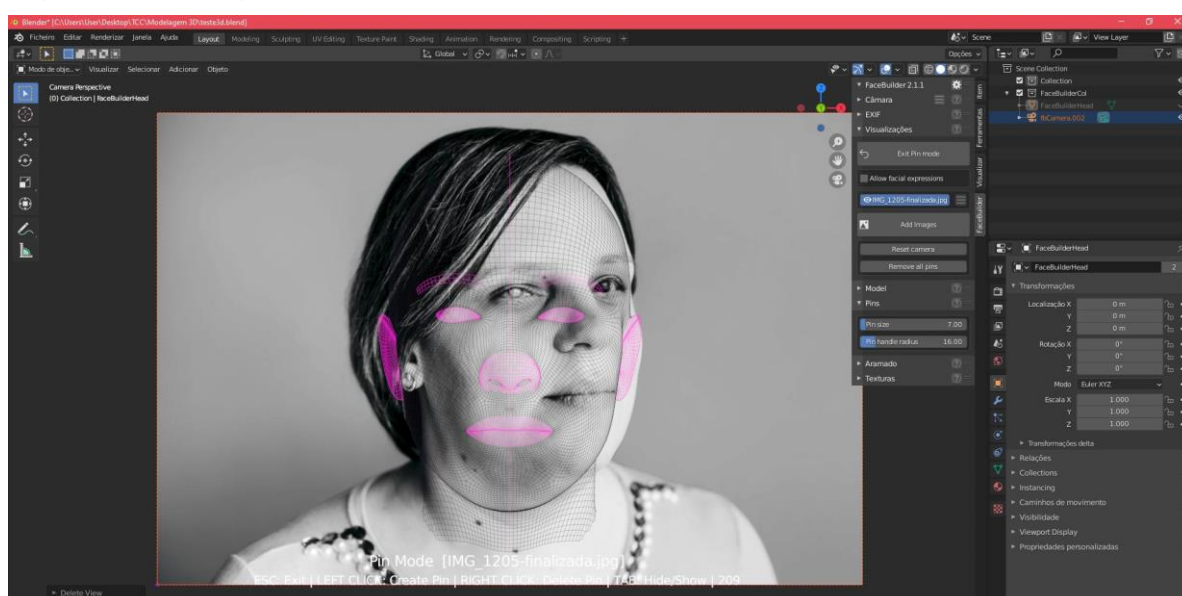 Blender* [C:\Users\User\Desktop\TCC\Modelagem 3D\teste3d.blend]
Ficheiro Editar Renderizar Janela Ajuda Layout Modeling Sculpting UV Editing Texture Paint Shading Animation Rendering Compositing Scripting + Scene View Layer
Global Opções
Modo de obje.. Visualizar Selecionar Adicionar Objeto
Camera Perspective
(0) Collection | FaceBuilderHead
FaceBuilder 2.1.1
Câmara
EXIF
Visualizações
Exit Pin mode
Allow facial expressions
IMG_1205-finalizada.jpg
Add Images
Reset camera
Remove all pins
Model
Pins
Pin size 7.00
Pin handle radius 16.00
Aramado
Texturas
Item
Ferramentas
Visualizar
FaceBuilder
Scene Collection
Collection
FaceBuilderCol
FaceBuilderHead
fbCamera.002
FaceBuilderHead
FaceBuilderHead 2
Transformações
Localização X 0 m
Y 0 m
Z 0 m
Rotação X 0°
Y 0°
Z 0°
Modo Euler XYZ
Escala X 1.000
Y 1.000
Z 1.000
Transformações delta
Relações
Collections
Instancing
Caminhos de movimento
Visibilidade
Viewport Display
Propriedades personalizadas
Pin Mode [IMG_1205-finalizada.jpg]
ESC: Exit | LEFT CLICK: Create Pin | RIGHT CLICK: Delete Pin | TAB: Hide/Show | 209
Delete View